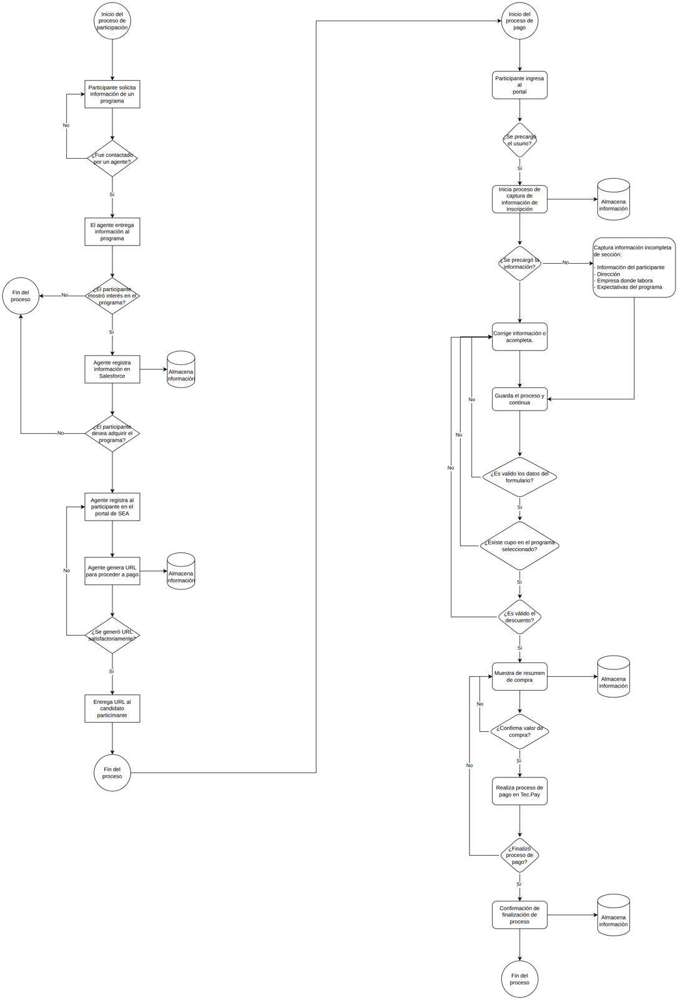 Inicio del
proceso de
participación
Participante solicita
información de un
programa
No
¿Fue contactado
por un agente?
Sí
El agente entrega
información al
programa
¿El participante
mostró interés en el
programa?
No
Fin del
proceso
Sí
Agente registra
información en
Salesforce
Almacena
información
¿El participante
desea adquirir el
programa?
No
Agente registra al
participante en el
portal de SEA
No
Agente genera URL
para proceder a pago
Almacena
información
¿Se generó URL
satisfactoriamente?
Sí
Entrega URL al
candidato
particimante
Fin del
proceso
Inicio del
proceso de
pago
Participante ingresa
al
portal
¿Se precargó
el usurio?
Sí
Inicia proceso de
captura de
información de
inscripción
Almacena
información
¿Se precargó la
información?
No
Captura información incompleta
de sección:
- Información del participante
- Dirección
- Empresa donde labora
- Expectativas del programa
Corrige información o
acompleta.
Guarda el proceso y
continua
No
No
No
¿Es valido los datos del
formulario?
Sí
¿Existe cupo en el programa
seleccionado?
Sí
¿Es válido el
descuento?
Sí
Muestra de resumen
de compra
Almacena
información
No
¿Confirma valor de
compra?
Sí
No
Realiza proceso de
pago en Tec.Pay
¿Finalizó
proceso de
pago?
Sí
Confirmación de
finalización de
proceso
Almacena
información
Fin del
proceso